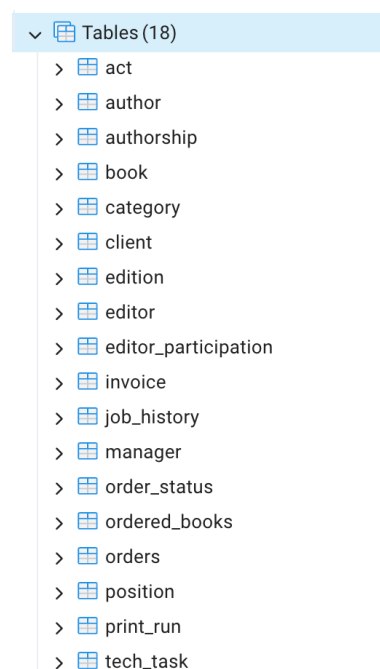 Tables (18)
act
author
authorship
book
category
client
edition
editor
editor_participation
invoice
job_history
manager
order_status
ordered_books
orders
position
print_run
tech_task